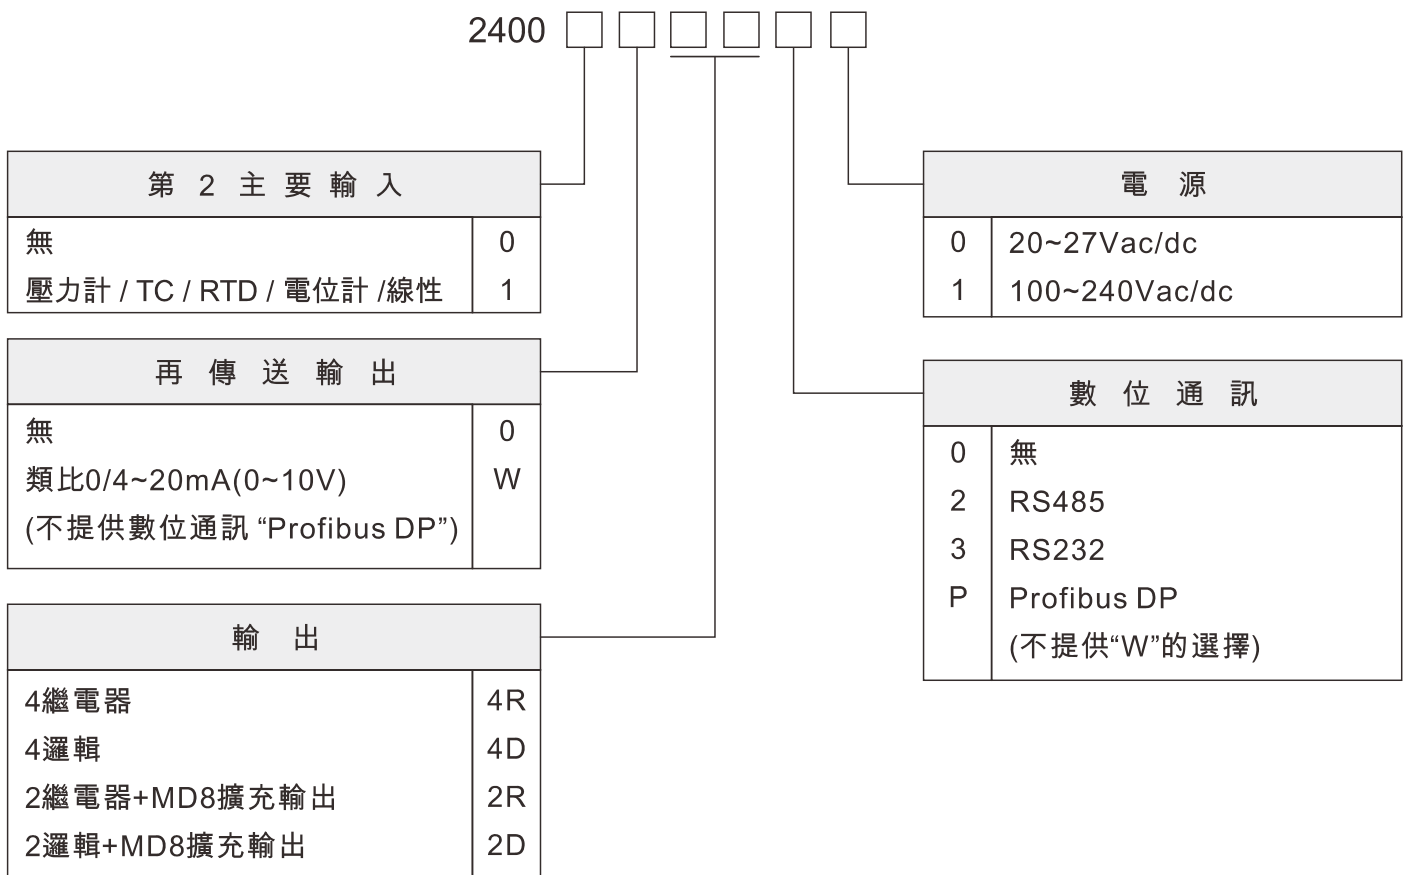 2400
第2主要輸入
無 0
壓力計 / TC / RTD / 電位計 /線性 1
再傳送輸出
無 0
類比0/4~20mA(0~10V) W
(不提供數位通訊 “Profibus DP”)
輸出
4繼電器 4R
4邏輯 4D
2繼電器+MD8擴充輸出 2R
2邏輯+MD8擴充輸出 2D
電源
0 20~27Vac/dc
1 100~240Vac/dc
數位通訊
0 無
2 RS485
3 RS232
P Profibus DP
(不提供“W”的選擇)